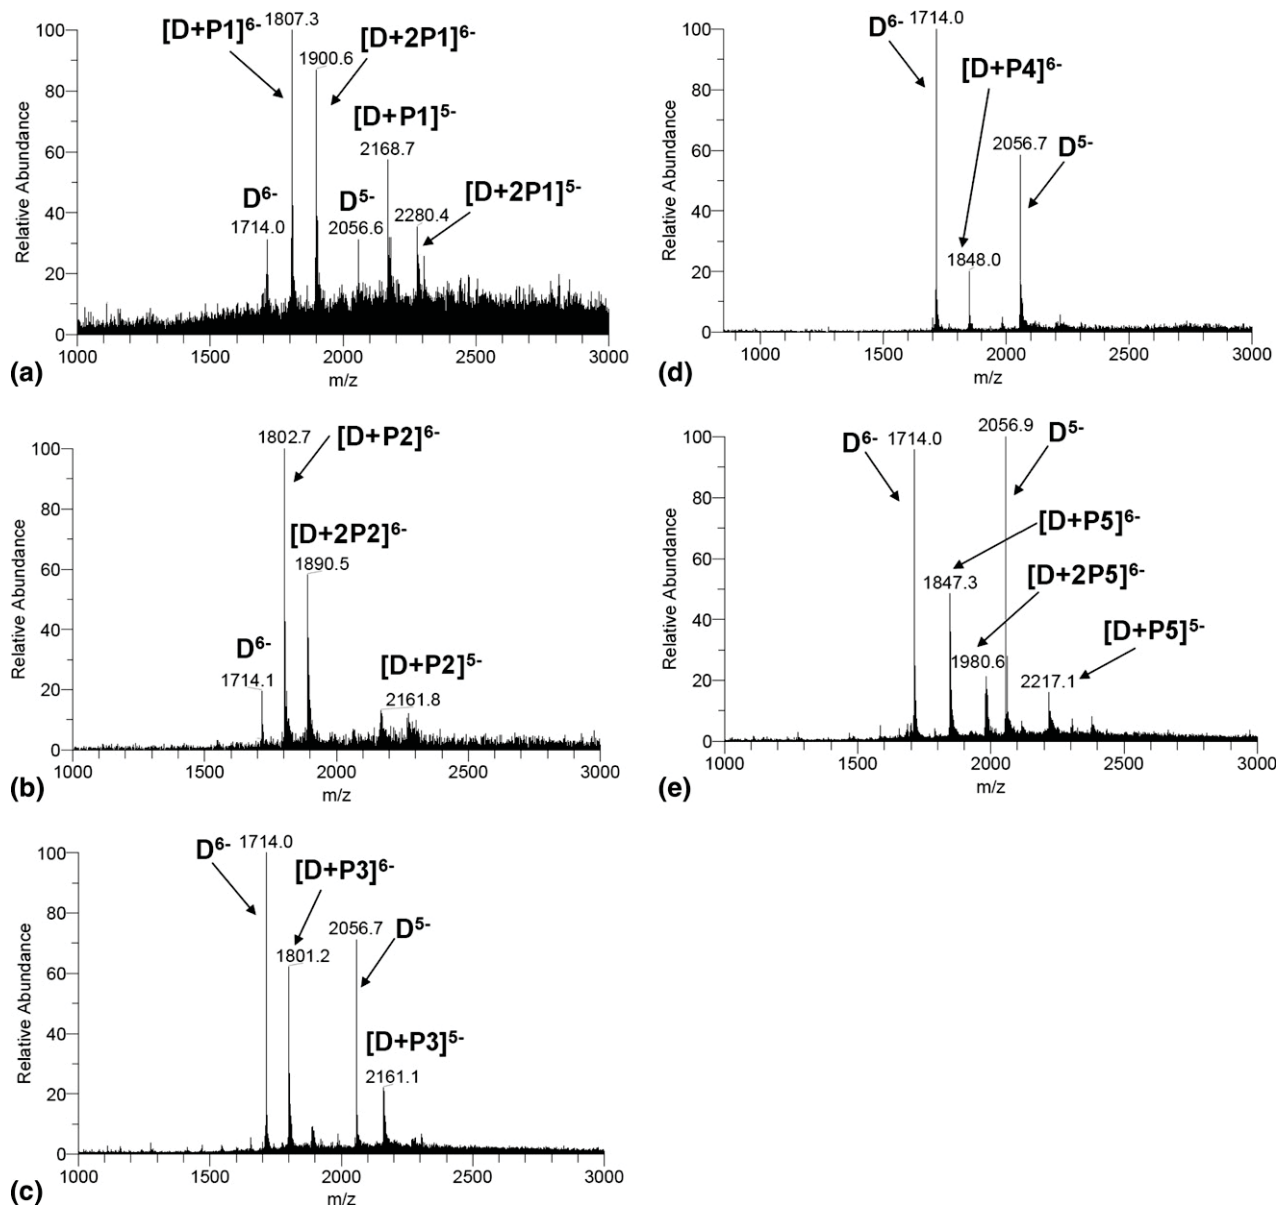 [D+P1]6- 1807.3
[D+2P1]6-
1900.6
[D+P1]5-
2168.7
D6-
1714.0
D5-
2056.6
[D+2P1]5-
2280.4
Relative Abundance
100
80
60
40
20
0
1000 1500 2000 2500 3000
m/z
(a)
1802.7
[D+P2]6-
[D+2P2]6-
1890.5
D6-
1714.1
[D+P2]5-
2161.8
Relative Abundance
100
80
60
40
20
0
1000 1500 2000 2500 3000
m/z
(b)
D6- 1714.0
[D+P3]6-
1801.2
2056.7 D5-
[D+P3]5-
2161.1
Relative Abundance
100
80
60
40
20
0
1000 1500 2000 2500 3000
m/z
(c)
D6- 1714.0
[D+P4]6-
1848.0
2056.7 D5-
Relative Abundance
100
80
60
40
20
0
1000 1500 2000 2500 3000
m/z
(d)
D6- 1714.0
2056.9 D5-
[D+P5]6-
1847.3
[D+2P5]6-
1980.6
[D+P5]5-
2217.1
Relative Abundance
100
80
60
40
20
0
1000 1500 2000 2500 3000
m/z
(e)